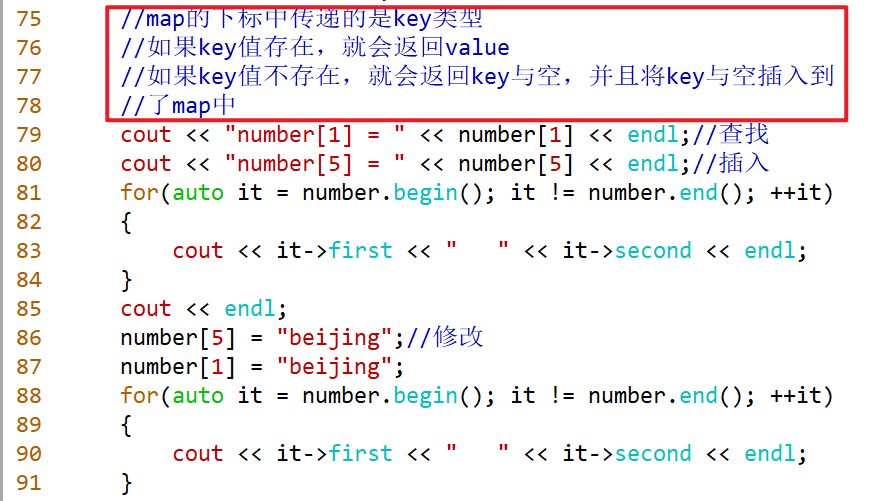 75 //map的下标中传递的是key类型
76 //如果key值存在，就会返回value
77 //如果key值不存在，就会返回key与空，并且将key与空插入到
78 //了map中
79 cout << "number[1] = " << number[1] << endl;//查找
80 cout << "number[5] = " << number[5] << endl;//插入
81 for(auto it = number.begin(); it != number.end(); ++it)
82 {
83     cout << it->first << "   " << it->second << endl;
84 }
85 cout << endl;
86 number[5] = "beijing";//修改
87 number[1] = "beijing";
88 for(auto it = number.begin(); it != number.end(); ++it)
89 {
90     cout << it->first << "   " << it->second << endl;
91 }